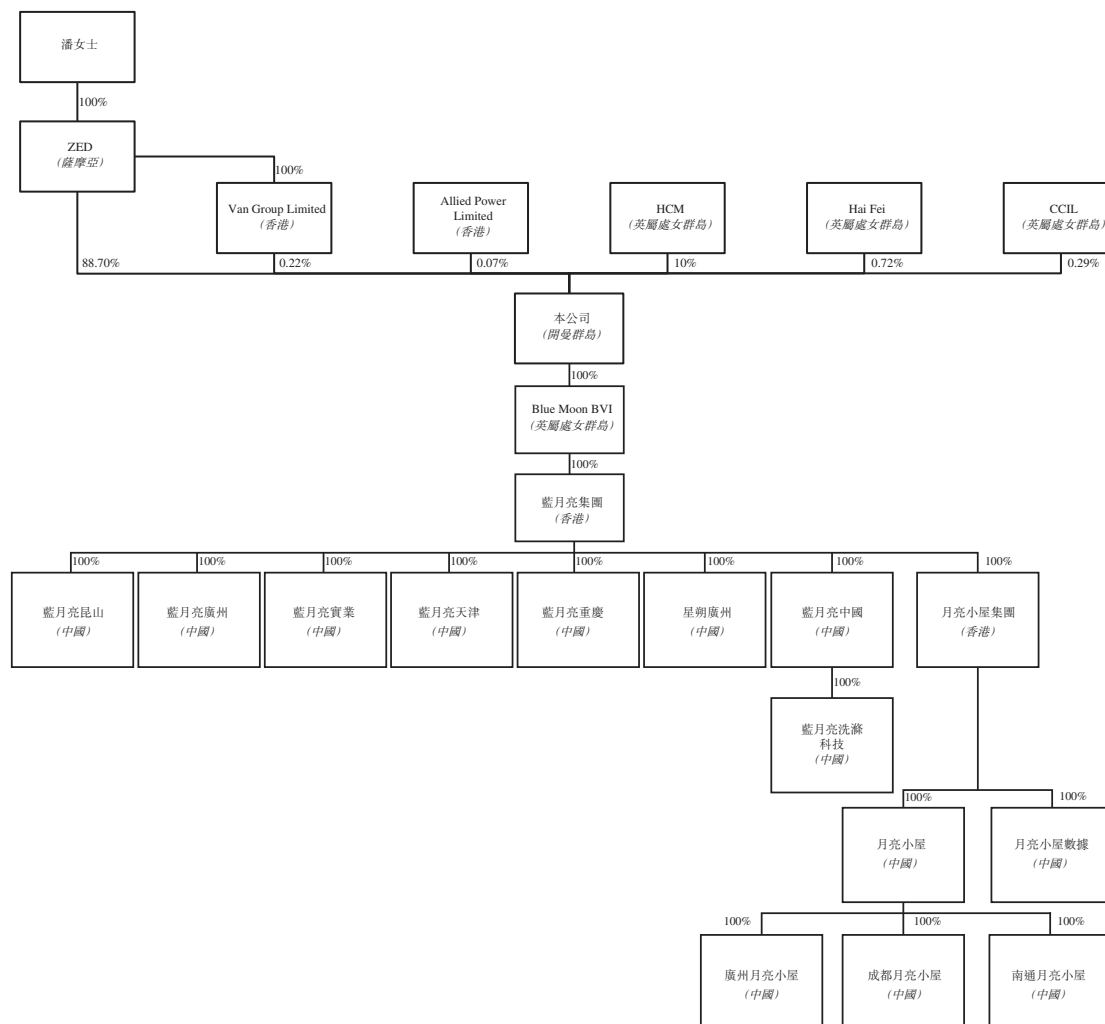 潘女士
100%
ZED
(薩摩亞)
100%
Van Group Limited
(香港)
Allied Power
Limited
(香港)
HCM
(英屬處女群島)
Hai Fei
(英屬處女群島)
CCIL
(英屬處女群島)
88.70%
0.22%
0.07%
10%
0.72%
0.29%
本公司
(開曼群島)
100%
Blue Moon BVI
(英屬處女群島)
100%
藍月亮集團
(香港)
100%
100%
100%
100%
100%
100%
100%
100%
藍月亮昆山
(中國)
藍月亮廣州
(中國)
藍月亮實業
(中國)
藍月亮天津
(中國)
藍月亮重慶
(中國)
星朔廣州
(中國)
藍月亮中國
(中國)
月亮小屋集團
(香港)
100%
藍月亮洗滌
科技
(中國)
100%
100%
月亮小屋
(中國)
月亮小屋數據
(中國)
100%
100%
100%
廣州月亮小屋
(中國)
成都月亮小屋
(中國)
南通月亮小屋
(中國)